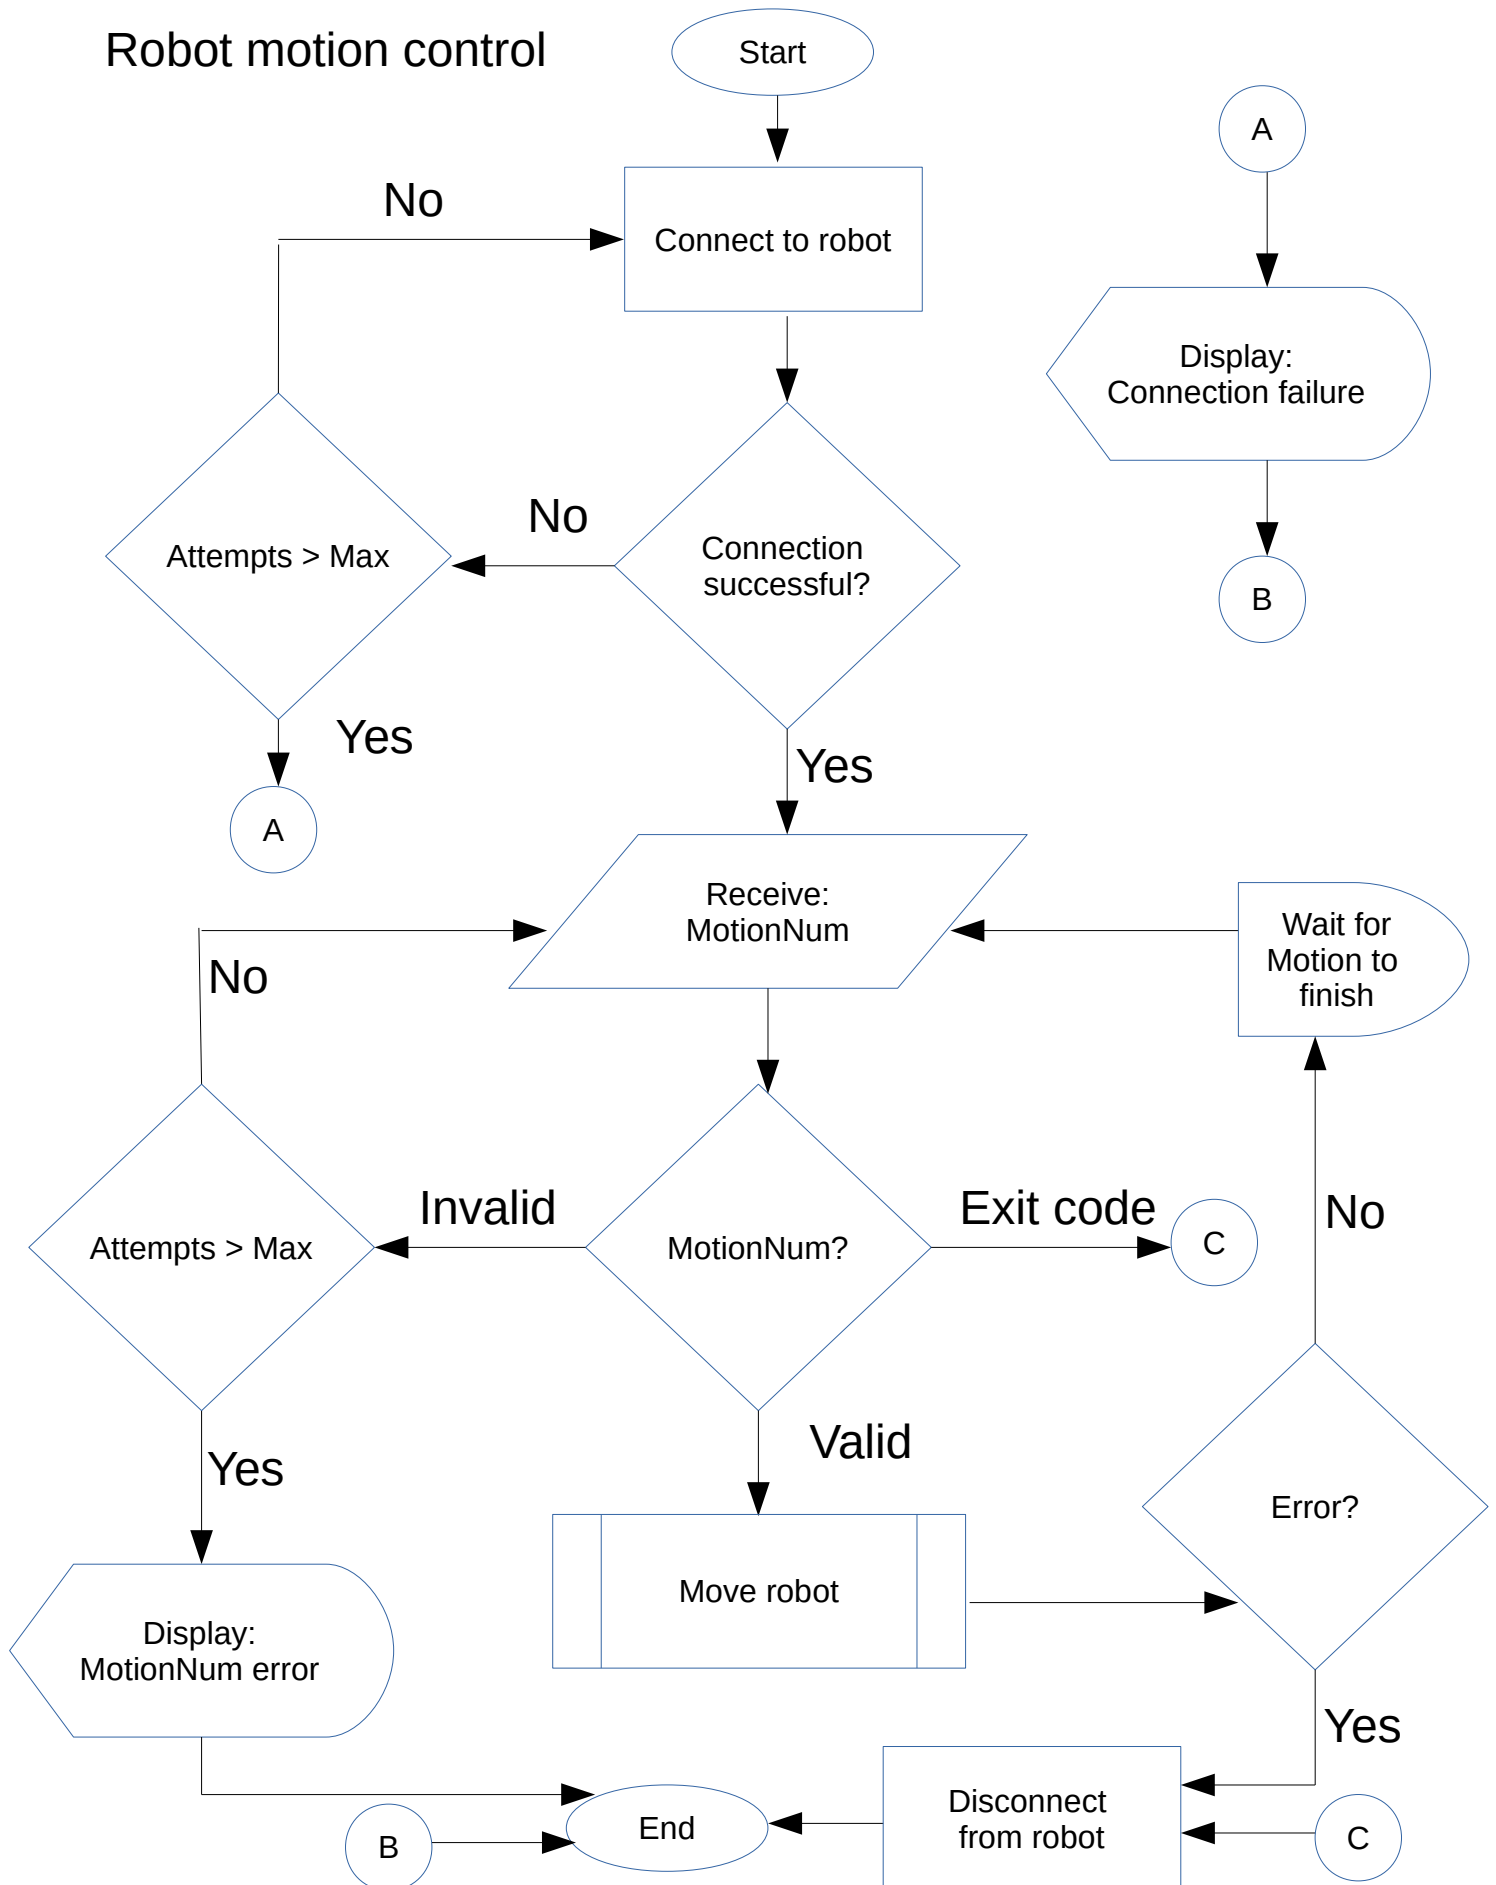 Robot motion control
Start
A
No
Connect to robot
Display:
Connection failure
No
Attempts > Max
Connection
successful?
B
Yes
Yes
A
Receive:
MotionNum
Wait for
Motion to
finish
No
Invalid
Exit code
No
Attempts > Max
MotionNum?
C
Valid
Yes
Error?
Move robot
Display:
MotionNum error
Yes
Disconnect
from robot
End
B
C